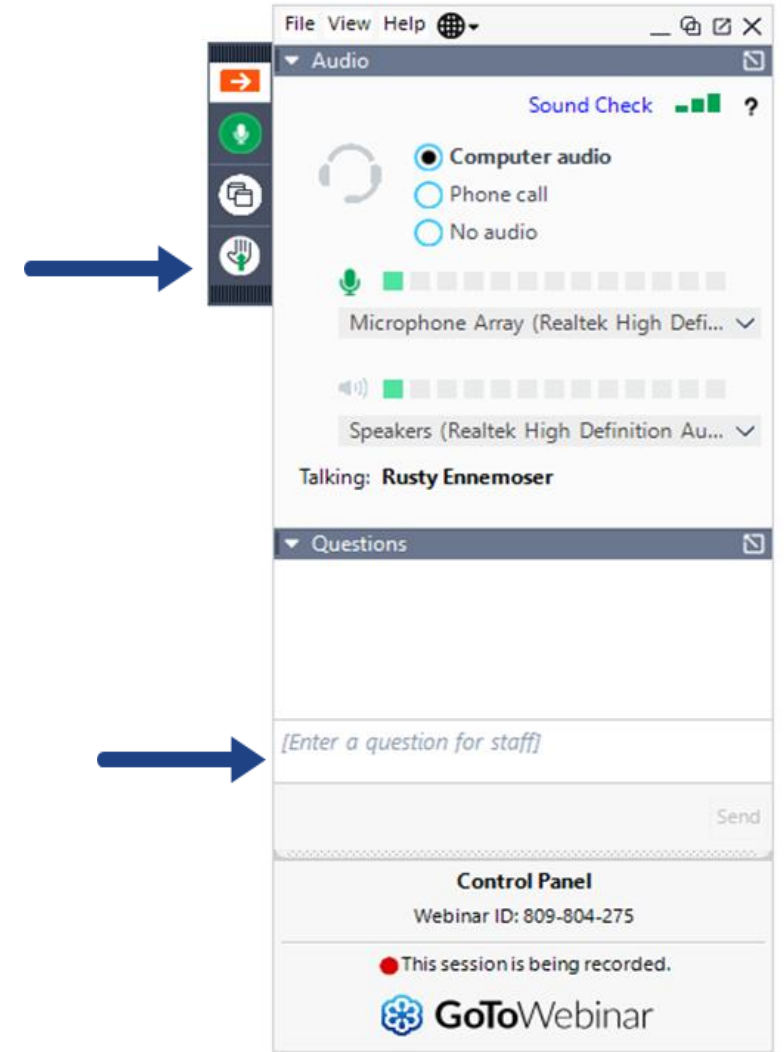 File View Help
Audio
Sound Check ?
Computer audio
Phone call
No audio
Microphone Array (Realtek High Defi...
Speakers (Realtek High Definition Au...
Talking: Rusty Ennemoser
Questions
[Enter a question for staff]
Send
Control Panel
Webinar ID: 809-804-275
This session is being recorded.
GoToWebinar